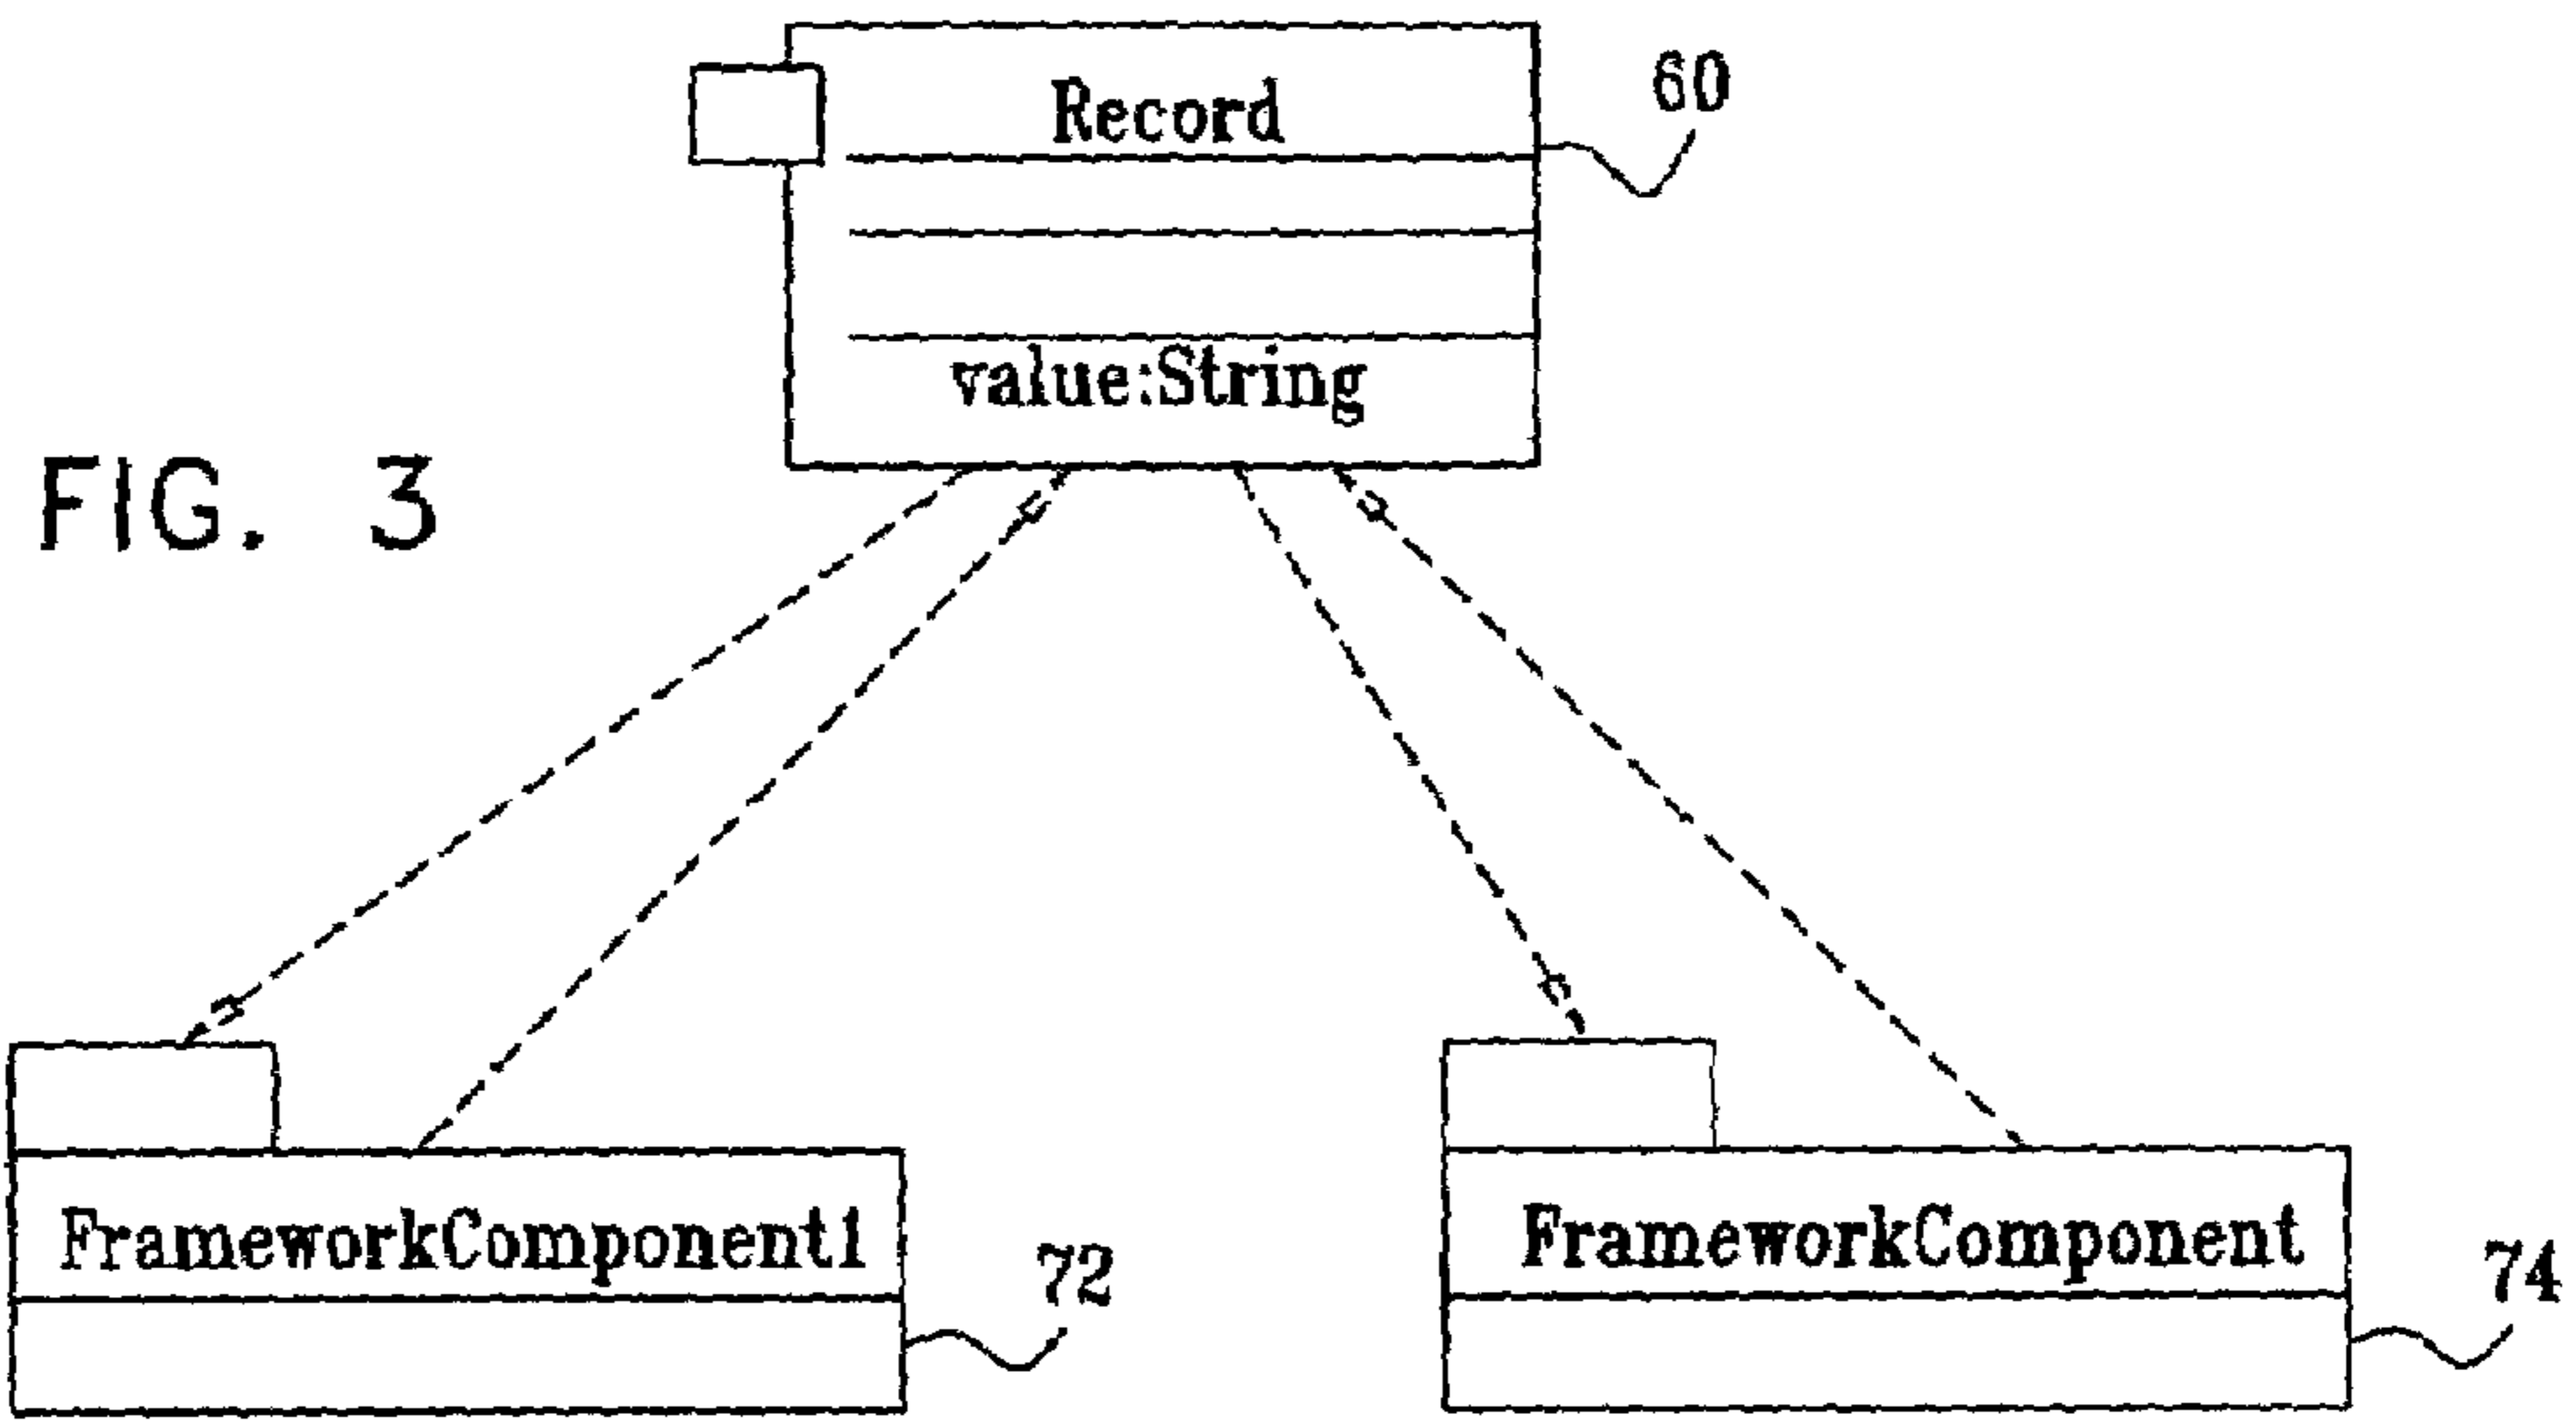 Record
60
value:String
FIG. 3
FrameworkComponent1
72
FrameworkComponent
74